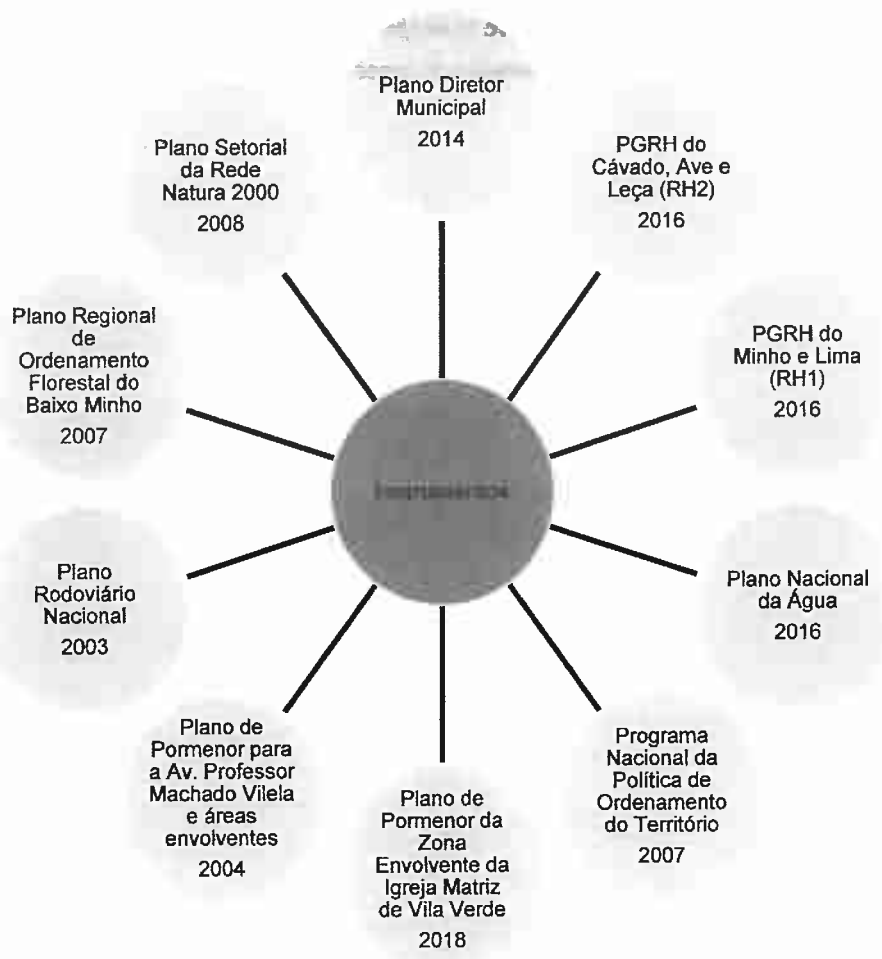 Plano Diretor
Municipal
2014
PGRH do
Cávado, Ave e
Leça (RH2)
2016
PGRH do
Minho e Lima
(RH1)
2016
Plano Nacional
da Água
2016
Programa
Nacional da
Política de
Ordenamento
do Território
2007
Plano de
Pormenor da
Zona
Envolvente da
Igreja Matriz
de Vila Verde
2018
Plano de
Pormenor para
a Av. Professor
Machado Vilela
e áreas
envolventes
2004
Plano
Rodoviário
Nacional
2003
Plano Regional
de
Ordenamento
Florestal do
Baixo Minho
2007
Plano Setorial
da Rede
Natura 2000
2008
Instrumentos